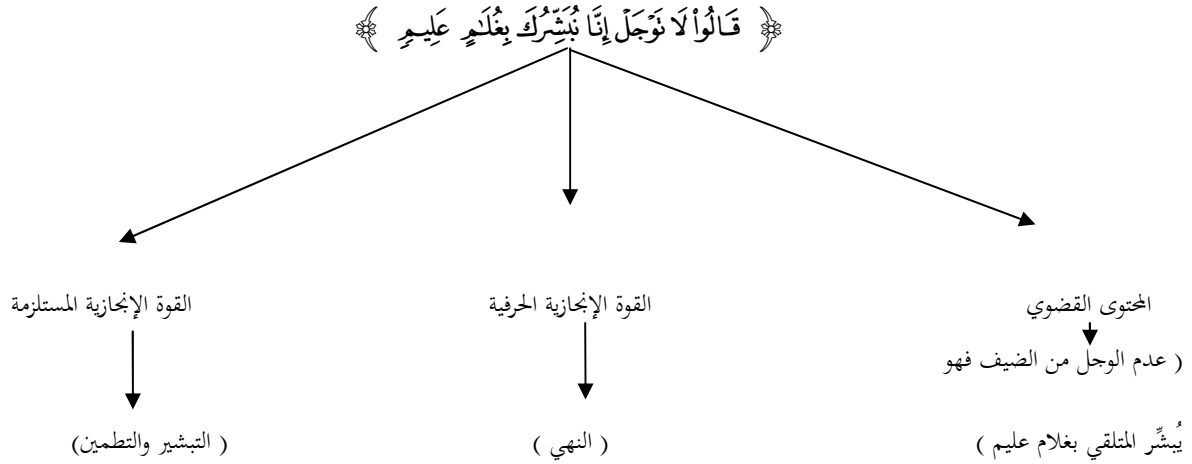 ﴿ قَالُوا۟ لَا تَوْجَلْ إِنَّا نُبَشِّرُكَ بِغُلَٰمٍ عَلِيمٍ ﴾
المحتوى القضوي
القوة الإنجازية الحرفية
القوة الإنجازية المستلزمة
( عدم الوجل من الضيف فهو
يُبشِّر المتلقي بغلام عليم )
( النهي )
( التبشير والتطمين)